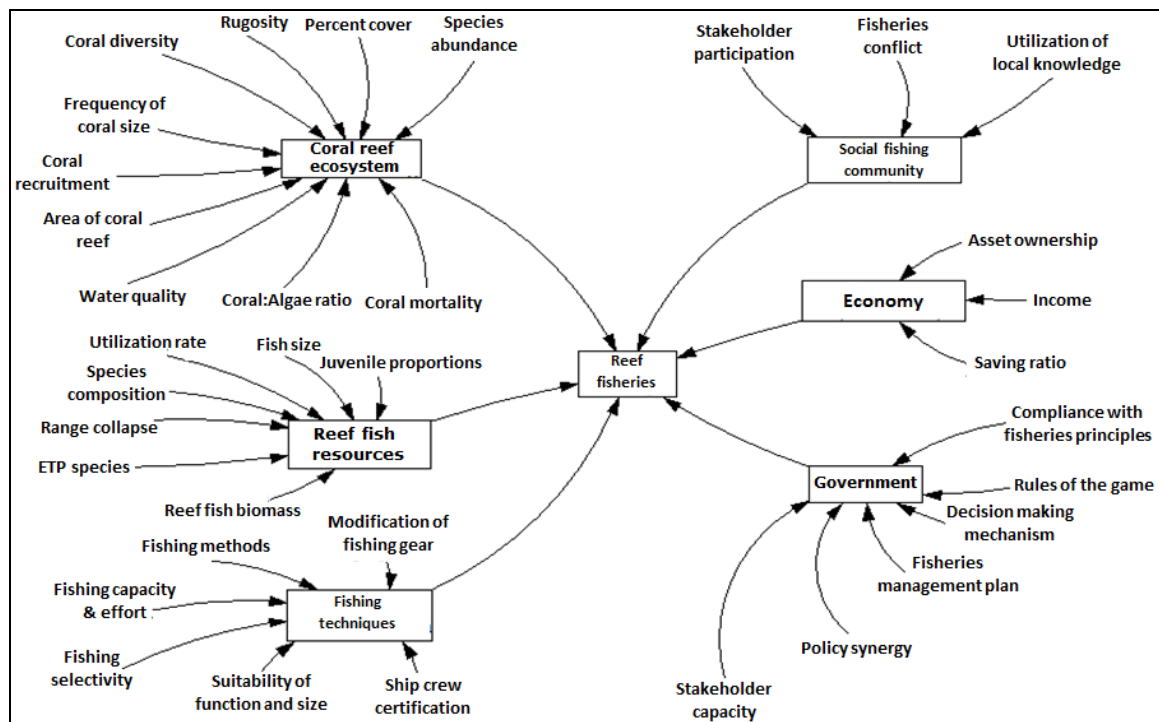 Rugosity
Percent cover
Species
abundance
Coral diversity
Frequency of
coral size
Coral
recruitment
Area of coral
reef
Water quality
Coral:Algae ratio
Coral mortality
Coral reef
ecosystem
Stakeholder
participation
Fisheries
conflict
Utilization of
local knowledge
Social fishing
community
Asset ownership
Economy
Income
Saving ratio
Reef
fisheries
Utilization rate
Fish size
Juvenile proportions
Species
composition
Range collapse
ETP species
Reef fish biomass
Reef fish
resources
Compliance with
fisheries principles
Government
Rules of the game
Decision making
mechanism
Fisheries
management plan
Policy synergy
Stakeholder
capacity
Modification of
fishing gear
Fishing methods
Fishing capacity
& effort
Fishing
selectivity
Fishing
techniques
Suitability of
function and size
Ship crew
certification